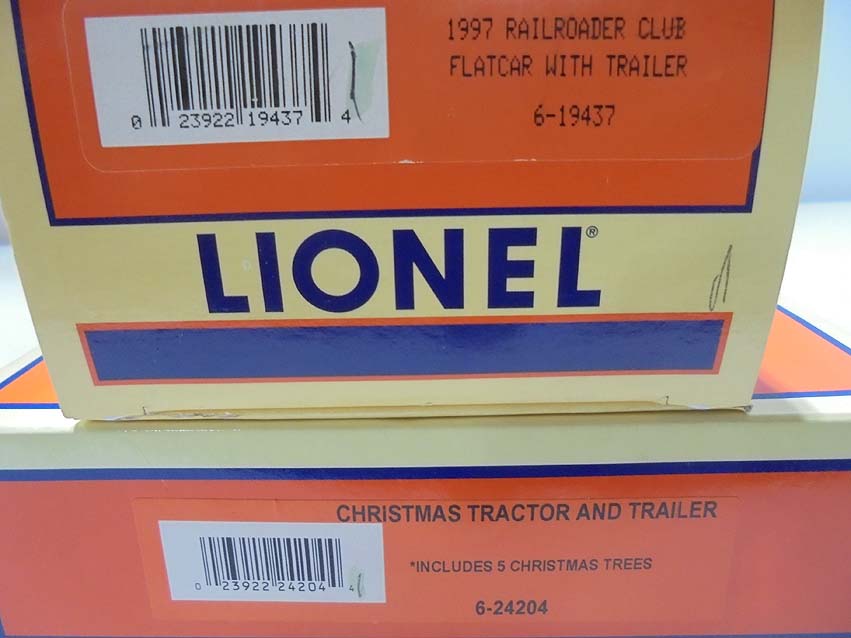 1997 RAILROADER CLUB
FLATCAR WITH TRAILER
6-19437
0 23922 19437 4
LIONEL®
CHRISTMAS TRACTOR AND TRAILER
*INCLUDES 5 CHRISTMAS TREES
6-24204
0 23922 24204 4